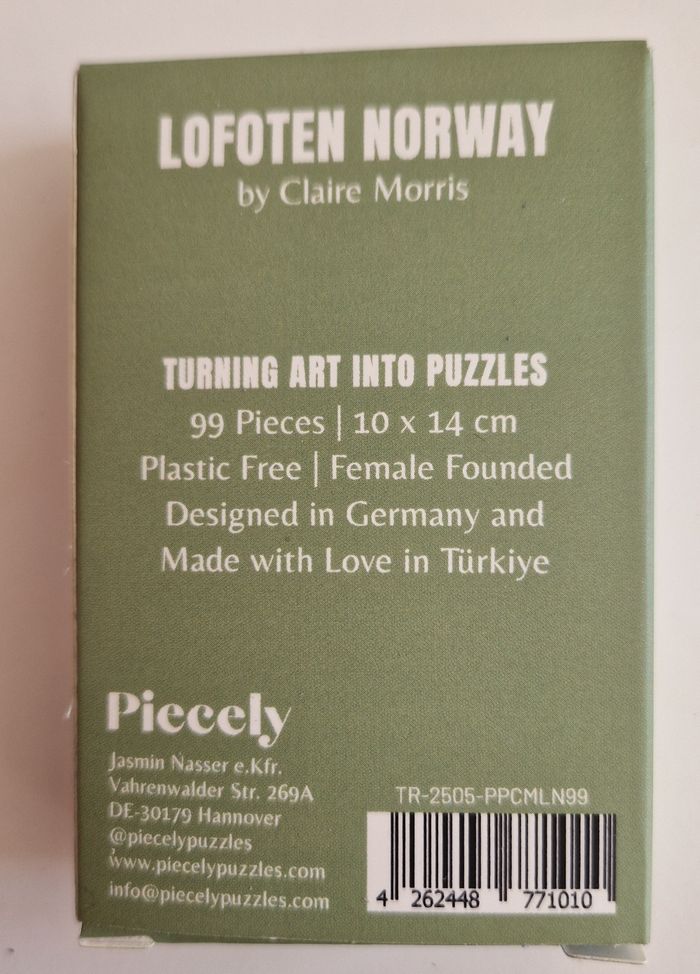 LOFOTEN NORWAY
by Claire Morris
TURNING ART INTO PUZZLES
99 Pieces | 10 x 14 cm
Plastic Free | Female Founded
Designed in Germany and
Made with Love in Türkiye
Piecely
Jasmin Nasser e.Kfr.
Vahrenwalder Str. 269A
DE-30179 Hannover
@piecelypuzzles
www.piecelypuzzles.com
info@piecelypuzzles.com
TR-2505-PPCMLN99
4 262448 771010